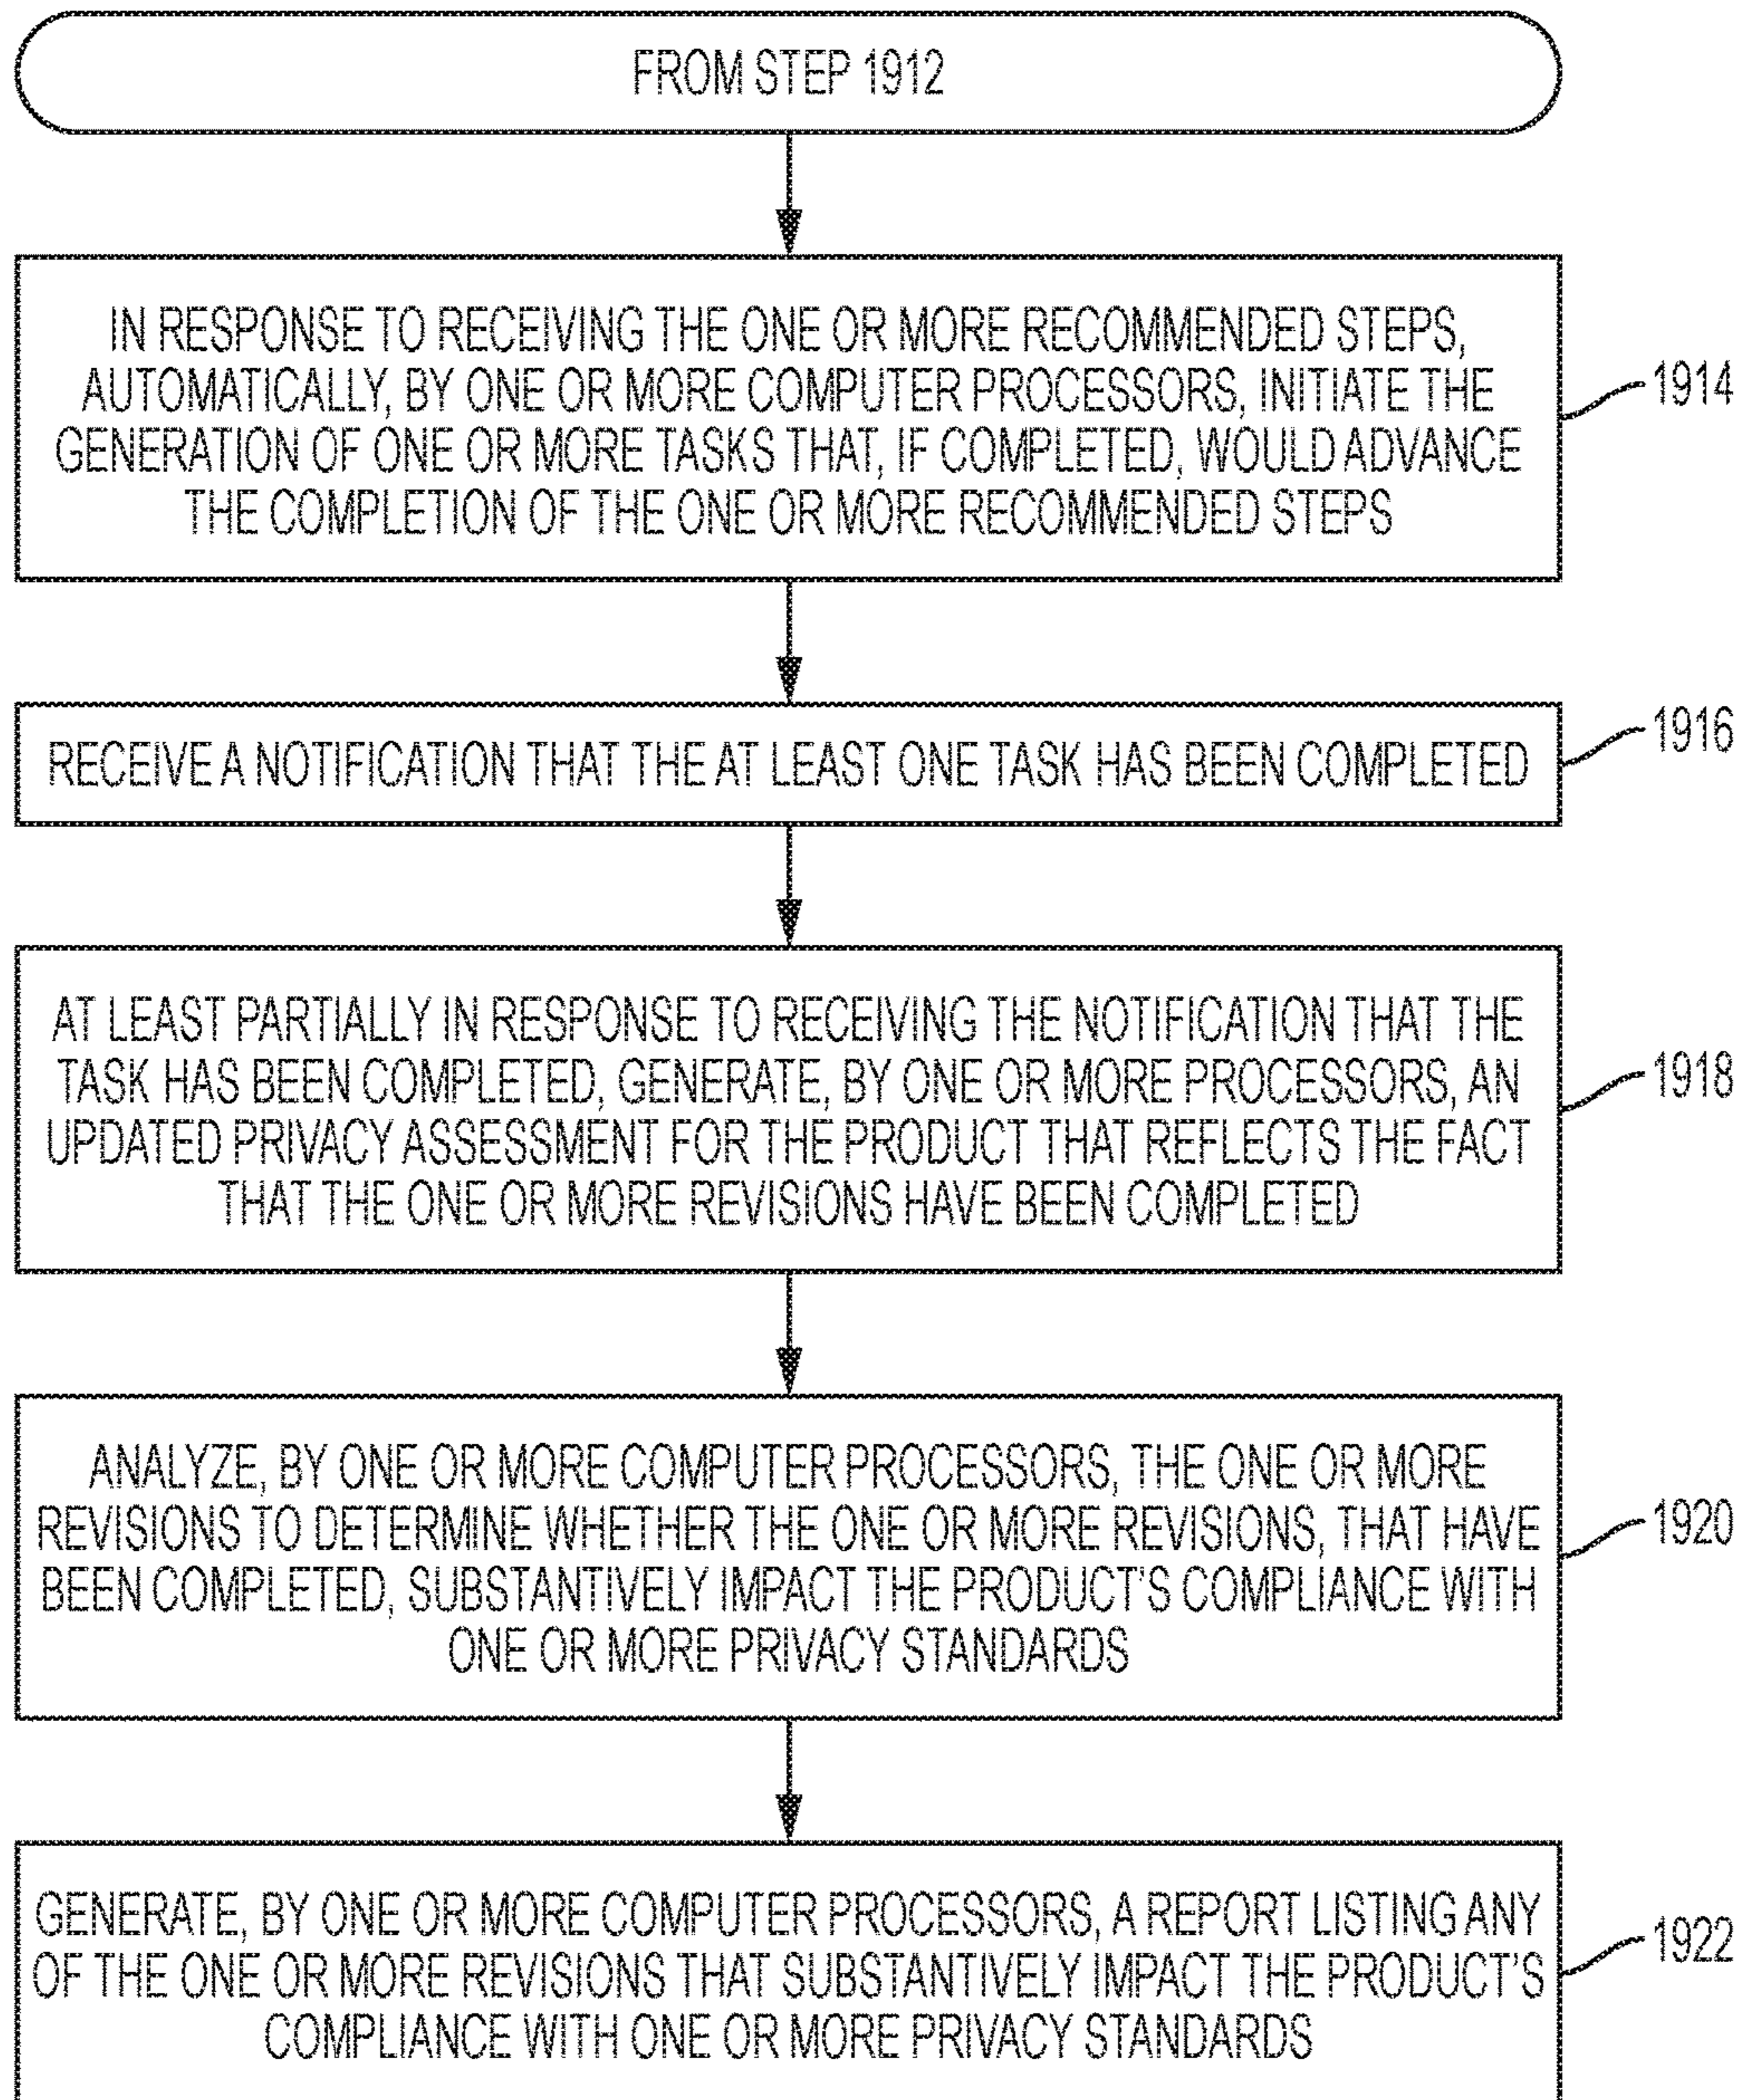 FROM STEP 1912
IN RESPONSE TO RECEIVING THE ONE OR MORE RECOMMENDED STEPS,
AUTOMATICALLY, BY ONE OR MORE COMPUTER PROCESSORS, INITIATE THE
GENERATION OF ONE OR MORE TASKS THAT, IF COMPLETED, WOULD ADVANCE
THE COMPLETION OF THE ONE OR MORE RECOMMENDED STEPS
1914
RECEIVE A NOTIFICATION THAT THE AT LEAST ONE TASK HAS BEEN COMPLETED
1916
AT LEAST PARTIALLY IN RESPONSE TO RECEIVING THE NOTIFICATION THAT THE
TASK HAS BEEN COMPLETED, GENERATE, BY ONE OR MORE PROCESSORS, AN
UPDATED PRIVACY ASSESSMENT FOR THE PRODUCT THAT REFLECTS THE FACT
THAT THE ONE OR MORE REVISIONS HAVE BEEN COMPLETED
1918
ANALYZE, BY ONE OR MORE COMPUTER PROCESSORS, THE ONE OR MORE
REVISIONS TO DETERMINE WHETHER THE ONE OR MORE REVISIONS, THAT HAVE
BEEN COMPLETED, SUBSTANTIVELY IMPACT THE PRODUCT'S COMPLIANCE WITH
ONE OR MORE PRIVACY STANDARDS
1920
GENERATE, BY ONE OR MORE COMPUTER PROCESSORS, A REPORT LISTING ANY
OF THE ONE OR MORE REVISIONS THAT SUBSTANTIVELY IMPACT THE PRODUCT'S
COMPLIANCE WITH ONE OR MORE PRIVACY STANDARDS
1922